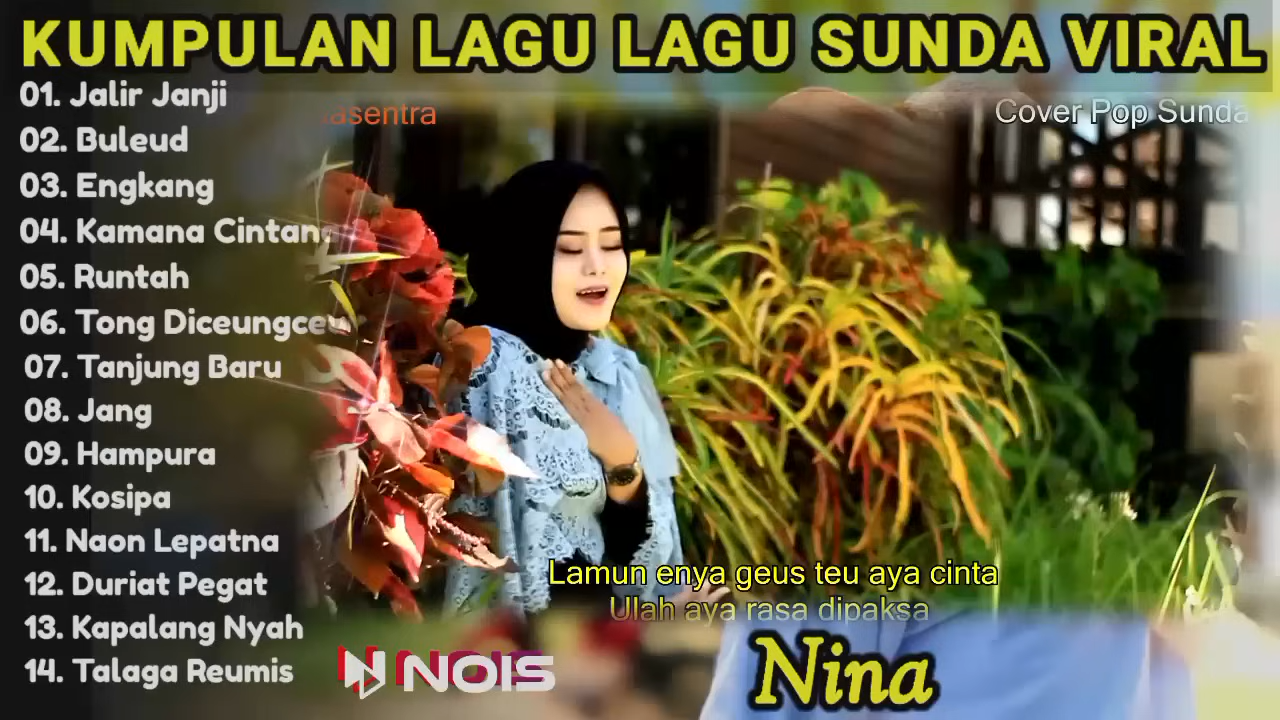 KUMPULAN LAGU LAGU SUNDA VIRAL
01. Jalir Janji
Cover Pop Sunda
02. Buleud
03. Engkang
04. Kamana Cintana
05. Runtah
06. Tong
07. Tanjung Baru
08. Jang
09. Hampura
10. Kosipa
11. Naon Lepatna
12. Duriat Pegat
13. Kapalang Nyah
14. Talaga Reumis
Lamun enya geus teu aya cinta
Ulah aya rasa dipaksa
NOIS
Nina